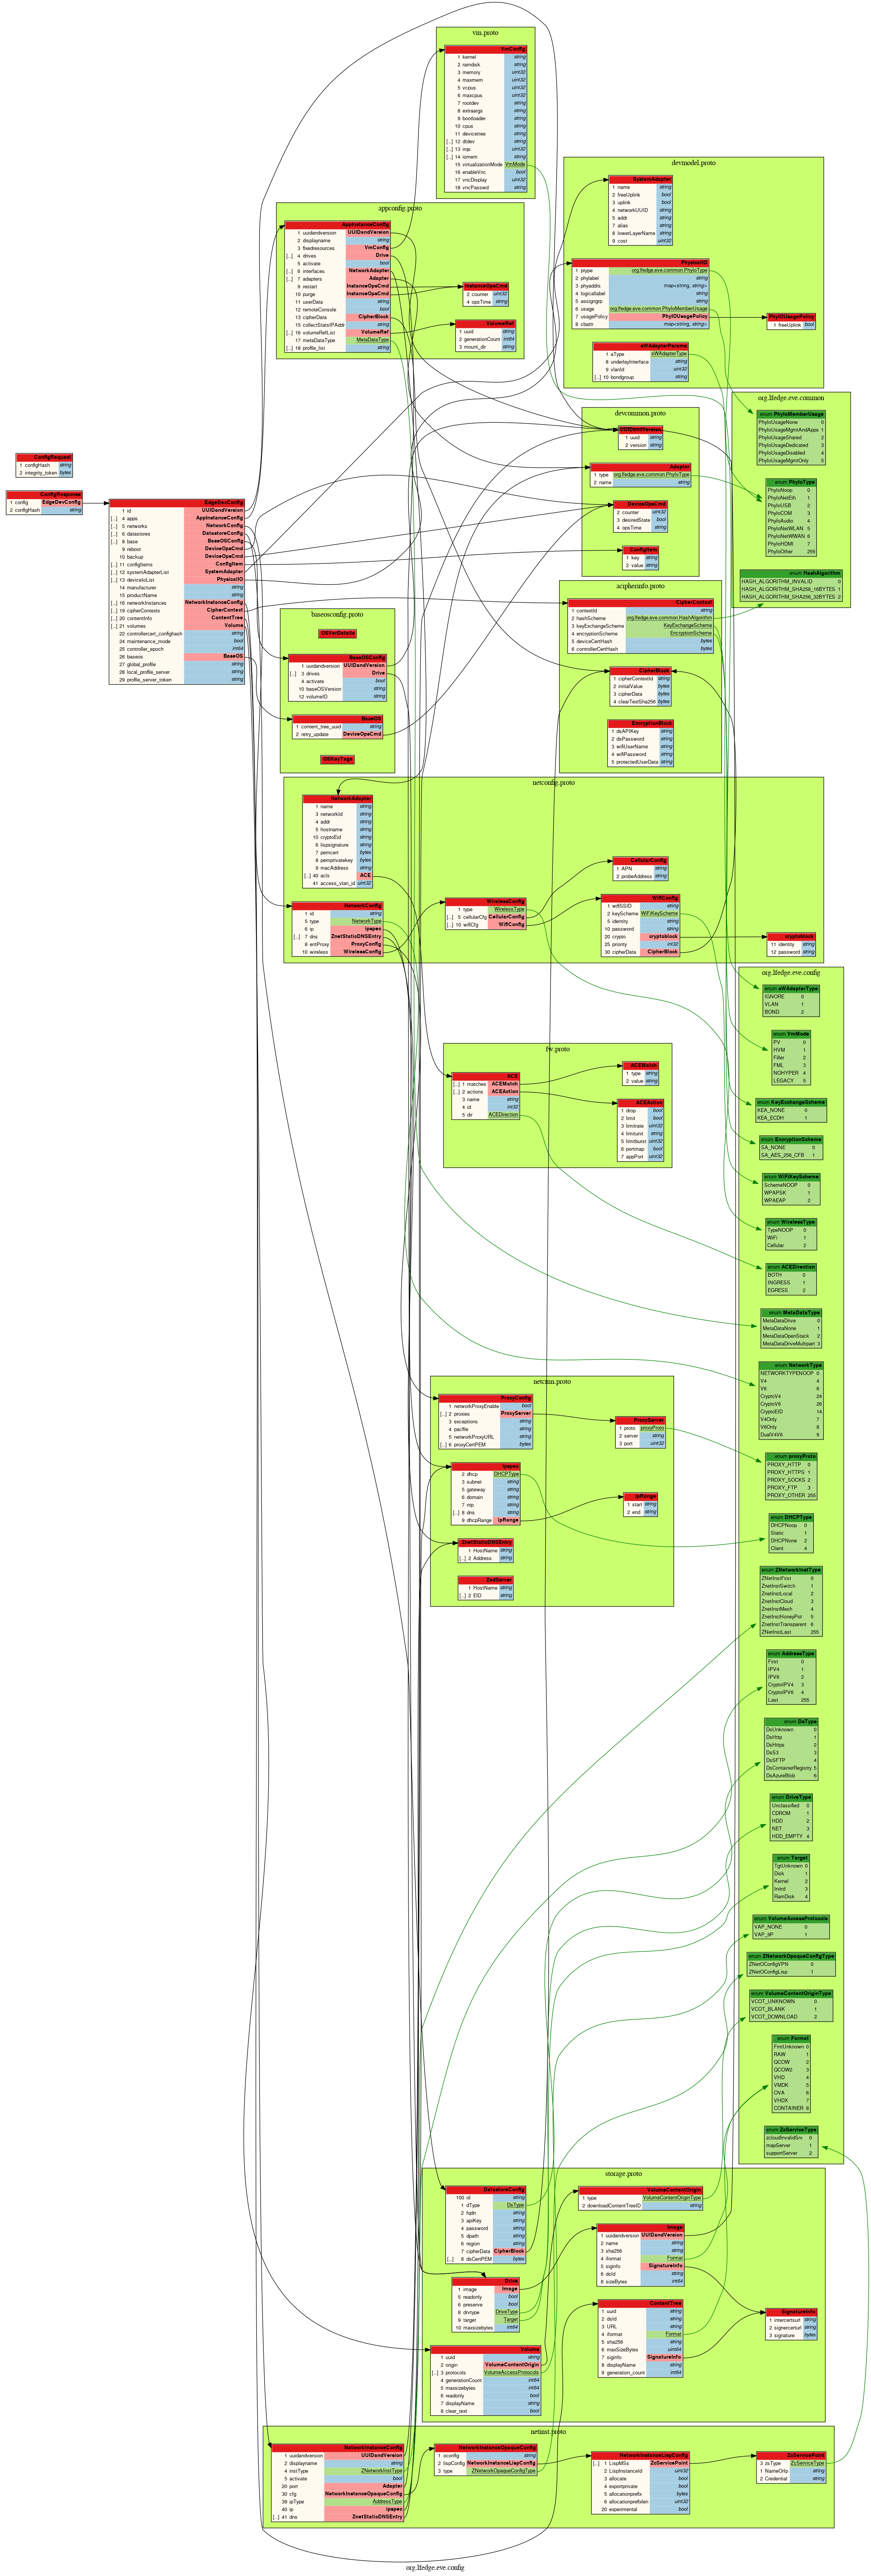 vm.proto
VmConfig
1 kernel string
2 ramdisk string
3 memory uint32
4 maxmem uint32
5 vcpus uint32
6 maxcpus uint32
7 rootdev string
8 extraargs string
9 bootloader string
10 cpus string
11 devicetree string
[...] 12 dtdev string
[...] 13 irqs uint32
[...] 14 iomem string
15 virtualizationMode VmMode
16 enableVnc bool
17 vncDisplay uint32
18 vncPasswd string
appconfig.proto
AppInstanceConfig
1 uuidandversion UUIDandVersion
2 displayname string
3 fixedresources VmConfig
[...] 4 drives Drive
5 activate bool
[...] 6 interfaces NetworkAdapter
[...] 7 adapters Adapter
9 restart InstanceOpsCmd
10 purge InstanceOpsCmd
11 userData string
12 remoteConsole bool
13 cipherData CipherBlock
15 collectStatsIPAddr string
[...] 16 volumeRefList VolumeRef
17 metaDataType MetaDataType
[...] 18 profile_list string
InstanceOpsCmd
2 counter uint32
4 opsTime string
VolumeRef
1 uuid string
2 generationCount int64
3 mount_dir string
devmodel.proto
SystemAdapter
1 name string
2 freeUplink bool
3 uplink bool
4 networkUUID string
5 addr string
7 alias string
8 lowerLayerName string
9 cost uint32
PhysicalIO
1 ptype org.lfedge.eve.common.PhyIoType
2 phylabel string
3 phyaddrs map<string, string>
4 logicallabel string
5 assigngrp string
6 usage org.lfedge.eve.common.PhyIoMemberUsage
7 usagePolicy PhyIOUsagePolicy
8 cbattr map<string, string>
PhyIOUsagePolicy
1 freeUplink bool
sWAdapterParams
1 aType sWAdapterType
8 underlayInterface string
9 vlanId uint32
[...] 10 bondgroup string
org.lfedge.eve.common
enum PhyIoMemberUsage
PhyIoUsageNone 0
PhyIoUsageMgmtAndApps 1
PhyIoUsageShared 2
PhyIoUsageDedicated 3
PhyIoUsageDisabled 4
PhyIoUsageMgmtOnly 5
enum PhyIoType
PhyIoNoop 0
PhyIoNetEth 1
PhyIoUSB 2
PhyIoCOM 3
PhyIoAudio 4
PhyIoNetWLAN 5
PhyIoNetWWAN 6
PhyIoHDMI 7
PhyIoOther 255
enum HashAlgorithm
HASH_ALGORITHM_INVALID 0
HASH_ALGORITHM_SHA256_16BYTES 1
HASH_ALGORITHM_SHA256_32BYTES 2
devcommon.proto
UUIDandVersion
1 uuid string
2 version string
Adapter
1 type org.lfedge.eve.common.PhyIoType
2 name string
DeviceOpsCmd
2 counter uint32
3 desiredState bool
4 opsTime string
ConfigItem
1 key string
2 value string
ConfigRequest
1 configHash string
2 integrity_token bytes
ConfigResponse
1 config EdgeDevConfig
2 configHash string
EdgeDevConfig
1 id UUIDandVersion
[...] 4 apps AppInstanceConfig
[...] 5 networks NetworkConfig
[...] 6 datastores DatastoreConfig
[...] 8 base BaseOSConfig
9 reboot DeviceOpsCmd
10 backup DeviceOpsCmd
[...] 11 configItems ConfigItem
[...] 12 systemAdapterList SystemAdapter
[...] 13 deviceIoList PhysicalIO
14 manufacturer string
15 productName string
[...] 16 networkInstances NetworkInstanceConfig
[...] 19 cipherContexts CipherContext
[...] 20 contentInfo ContentTree
[...] 21 volumes Volume
22 controllercert_confighash string
24 maintenance_mode bool
25 controller_epoch int64
26 baseos BaseOS
27 global_profile string
28 local_profile_server string
29 profile_server_token string
acipherinfo.proto
CipherContext
1 contextId string
2 hashScheme org.lfedge.eve.common.HashAlgorithm
3 keyExchangeScheme KeyExchangeScheme
4 encryptionScheme EncryptionScheme
5 deviceCertHash bytes
6 controllerCertHash bytes
CipherBlock
1 cipherContextId string
2 initialValue bytes
3 cipherData bytes
4 clearTextSha256 bytes
EncryptionBlock
1 dsAPIKey string
2 dsPassword string
3 wifiUserName string
4 wifiPassword string
5 protectedUserData string
baseosconfig.proto
OSVerDetails
BaseOSConfig
1 uuidandversion UUIDandVersion
[...] 3 drives Drive
4 activate bool
10 baseOSVersion string
12 volumeID string
BaseOS
1 content_tree_uuid string
2 retry_update DeviceOpsCmd
OSKeyTags
netconfig.proto
NetworkAdapter
1 name string
3 networkId string
4 addr string
5 hostname string
10 cryptoEid string
6 lispsignature string
7 pemcert bytes
8 pemprivatekey bytes
9 macAddress string
[...] 40 acls ACE
41 access_vlan_id uint32
NetworkConfig
1 id string
5 type NetworkType
6 ip ipspec
[...] 7 dns ZnetStaticDNSEntry
8 entProxy ProxyConfig
10 wireless WirelessConfig
WirelessConfig
1 type WirelessType
[...] 5 cellularCfg CellularConfig
[...] 10 wifiCfg WifiConfig
CellularConfig
1 APN string
2 probeAddress string
WifiConfig
1 wifiSSID string
2 keyScheme WiFiKeyScheme
5 identity string
10 password string
20 crypto cryptoblock
25 priority int32
30 cipherData CipherBlock
cryptoblock
11 identity string
12 password string
fw.proto
ACE
[...] 1 matches ACEMatch
[...] 2 actions ACEAction
3 name string
4 id int32
5 dir ACEDirection
ACEMatch
1 type string
2 value string
ACEAction
1 drop bool
2 limit bool
3 limitrate uint32
4 limitunit string
5 limitburst uint32
6 portmap bool
7 appPort uint32
org.lfedge.eve.config
enum sWAdapterType
IGNORE 0
VLAN 1
BOND 2
enum VmMode
PV 0
HVM 1
Filler 2
FML 3
NOHYPER 4
LEGACY 5
enum KeyExchangeScheme
KEA_NONE 0
KEA_ECDH 1
enum EncryptionScheme
SA_NONE 0
SA_AES_256_CFB 1
enum WiFiKeyScheme
SchemeNOOP 0
WPAPSK 1
WPAEAP 2
enum WirelessType
TypeNOOP 0
WiFi 1
Cellular 2
enum ACEDirection
BOTH 0
INGRESS 1
EGRESS 2
enum MetaDataType
MetaDataDrive 0
MetaDataNone 1
MetaDataOpenStack 2
MetaDataDriveMultipart 3
enum NetworkType
NETWORKTYPENOOP 0
V4 4
V6 6
CryptoV4 24
CryptoV6 26
CryptoEID 14
V4Only 7
V6Only 8
DualV4V6 9
enum proxyProto
PROXY_HTTP 0
PROXY_HTTPS 1
PROXY_SOCKS 2
PROXY_FTP 3
PROXY_OTHER 255
enum DHCPType
DHCPNoop 0
Static 1
DHCPNone 2
Client 4
enum ZNetworkInstType
ZNetInstFirst 0
ZnetInstSwitch 1
ZnetInstLocal 2
ZnetInstCloud 3
ZnetInstMesh 4
ZnetInstHoneyPot 5
ZnetInstTransparent 6
ZNetInstLast 255
enum AddressType
First 0
IPV4 1
IPV6 2
CryptoIPV4 3
CryptoIPV6 4
Last 255
enum DsType
DsUnknown 0
DsHttp 1
DsHttps 2
DsS3 3
DsSFTP 4
DsContainerRegistry 5
DsAzureBlob 6
enum DriveType
Unclassified 0
CDROM 1
HDD 2
NET 3
HDD_EMPTY 4
enum Target
TgtUnknown 0
Disk 1
Kernel 2
Initrd 3
RamDisk 4
enum VolumeAccessProtocols
VAP_NONE 0
VAP_9P 1
enum ZNetworkOpaqueConfigType
ZNetOConfigVPN 0
ZNetOConfigLisp 1
enum VolumeContentOriginType
VCOT_UNKNOWN 0
VCOT_BLANK 1
VCOT_DOWNLOAD 2
enum Format
FmtUnknown 0
RAW 1
QCOW 2
QCOW2 3
VHD 4
VMDK 5
OVA 6
VHDX 7
CONTAINER 8
enum ZsServiceType
zcloudInvalidSrv 0
mapServer 1
supportServer 2
netcmn.proto
ProxyConfig
1 networkProxyEnable bool
[...] 2 proxies ProxyServer
3 exceptions string
4 pacfile string
5 networkProxyURL string
[...] 6 proxyCertPEM bytes
ProxyServer
1 proto proxyProto
2 server string
3 port uint32
ipspec
2 dhcp DHCPType
3 subnet string
5 gateway string
6 domain string
7 ntp string
[...] 8 dns string
9 dhcpRange ipRange
ipRange
1 start string
2 end string
ZnetStaticDNSEntry
1 HostName string
[...] 2 Address string
ZedServer
1 HostName string
[...] 2 EID string
storage.proto
DatastoreConfig
100 id string
1 dType DsType
2 fqdn string
3 apiKey string
4 password string
5 dpath string
6 region string
7 cipherData CipherBlock
[...] 8 dsCertPEM bytes
VolumeContentOrigin
1 type VolumeContentOriginType
2 downloadContentTreeID string
Image
1 uuidandversion UUIDandVersion
2 name string
3 sha256 string
4 iformat Format
5 siginfo SignatureInfo
6 dsId string
8 sizeBytes int64
Drive
1 image Image
5 readonly bool
6 preserve bool
8 drvtype DriveType
9 target Target
10 maxsizebytes int64
ContentTree
1 uuid string
2 dsId string
3 URL string
4 iformat Format
5 sha256 string
6 maxSizeBytes uint64
7 siginfo SignatureInfo
8 displayName string
9 generation_count int64
SignatureInfo
1 intercertsurl string
2 signercerturl string
3 signature bytes
Volume
1 uuid string
2 origin VolumeContentOrigin
[...] 3 protocols VolumeAccessProtocols
4 generationCount int64
5 maxsizebytes int64
6 readonly bool
7 displayName string
8 clear_text bool
netinst.proto
NetworkInstanceConfig
1 uuidandversion UUIDandVersion
2 displayname string
4 instType ZNetworkInstType
5 activate bool
20 port Adapter
30 cfg NetworkInstanceOpaqueConfig
39 ipType AddressType
40 ip ipspec
[...] 41 dns ZnetStaticDNSEntry
NetworkInstanceOpaqueConfig
1 oconfig string
2 lispConfig NetworkInstanceLispConfig
3 type ZNetworkOpaqueConfigType
NetworkInstanceLispConfig
[...] 1 LispMSs ZcServicePoint
2 LispInstanceId uint32
3 allocate bool
4 exportprivate bool
5 allocationprefix bytes
6 allocationprefixlen uint32
20 experimental bool
ZcServicePoint
3 zsType ZcServiceType
1 NameOrIp string
2 Credential string
org.lfedge.eve.config